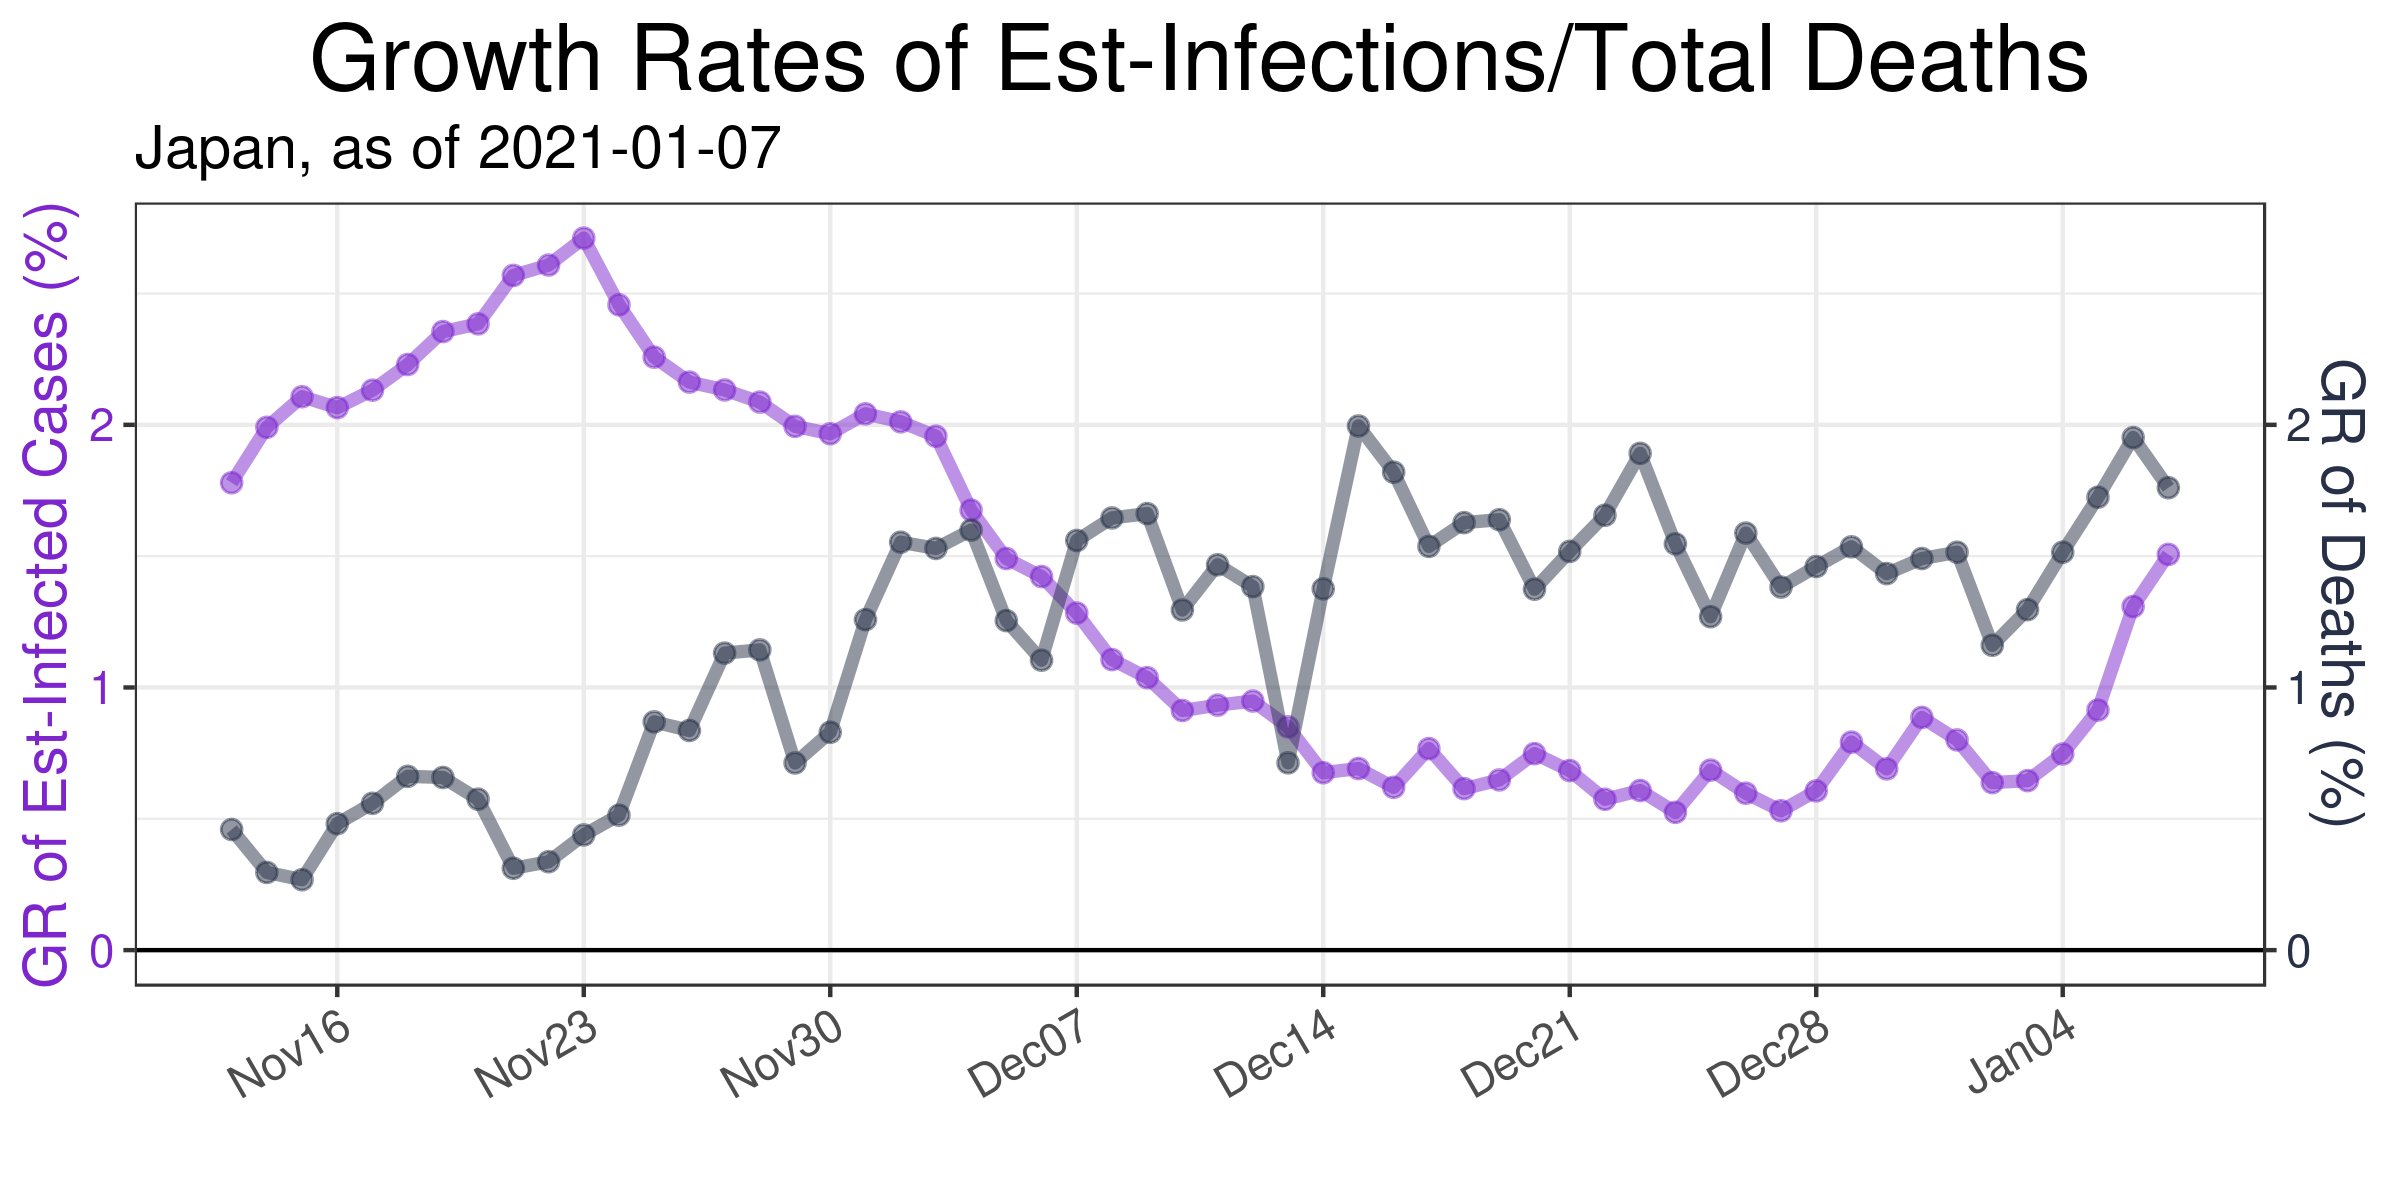 Growth Rates of Est-Infections/Total Deaths
Japan, as of 2021-01-07
GR of Est-Infected Cases (%)
2
1
0
2
1
0
GR of Deaths (%)
Nov16
Nov23
Nov30
Dec07
Dec14
Dec21
Dec28
Jan04